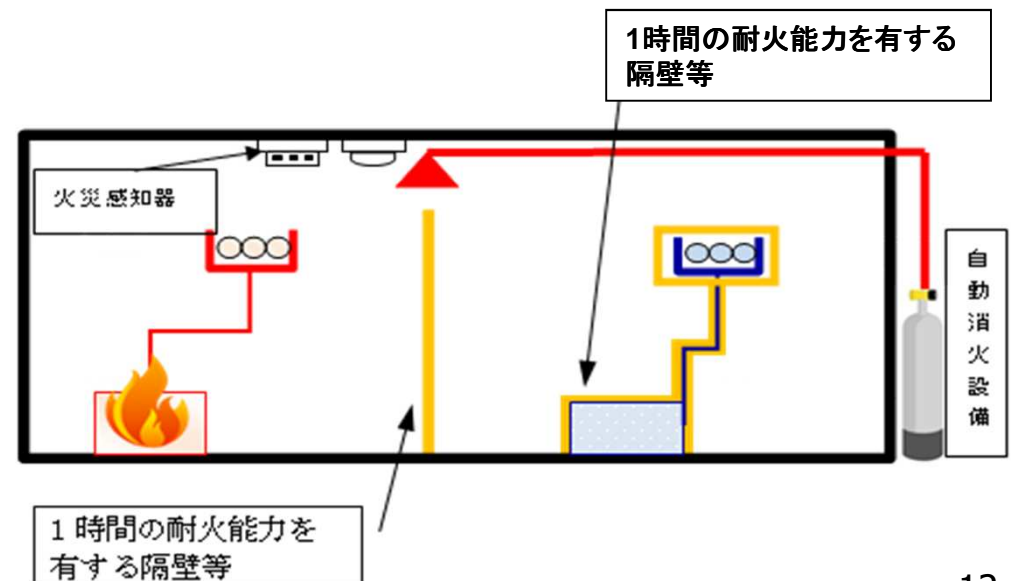 1時間の耐火能力を有する
隔壁等
火災感知器
自動消火設備
1時間の耐火能力を
有する隔壁等